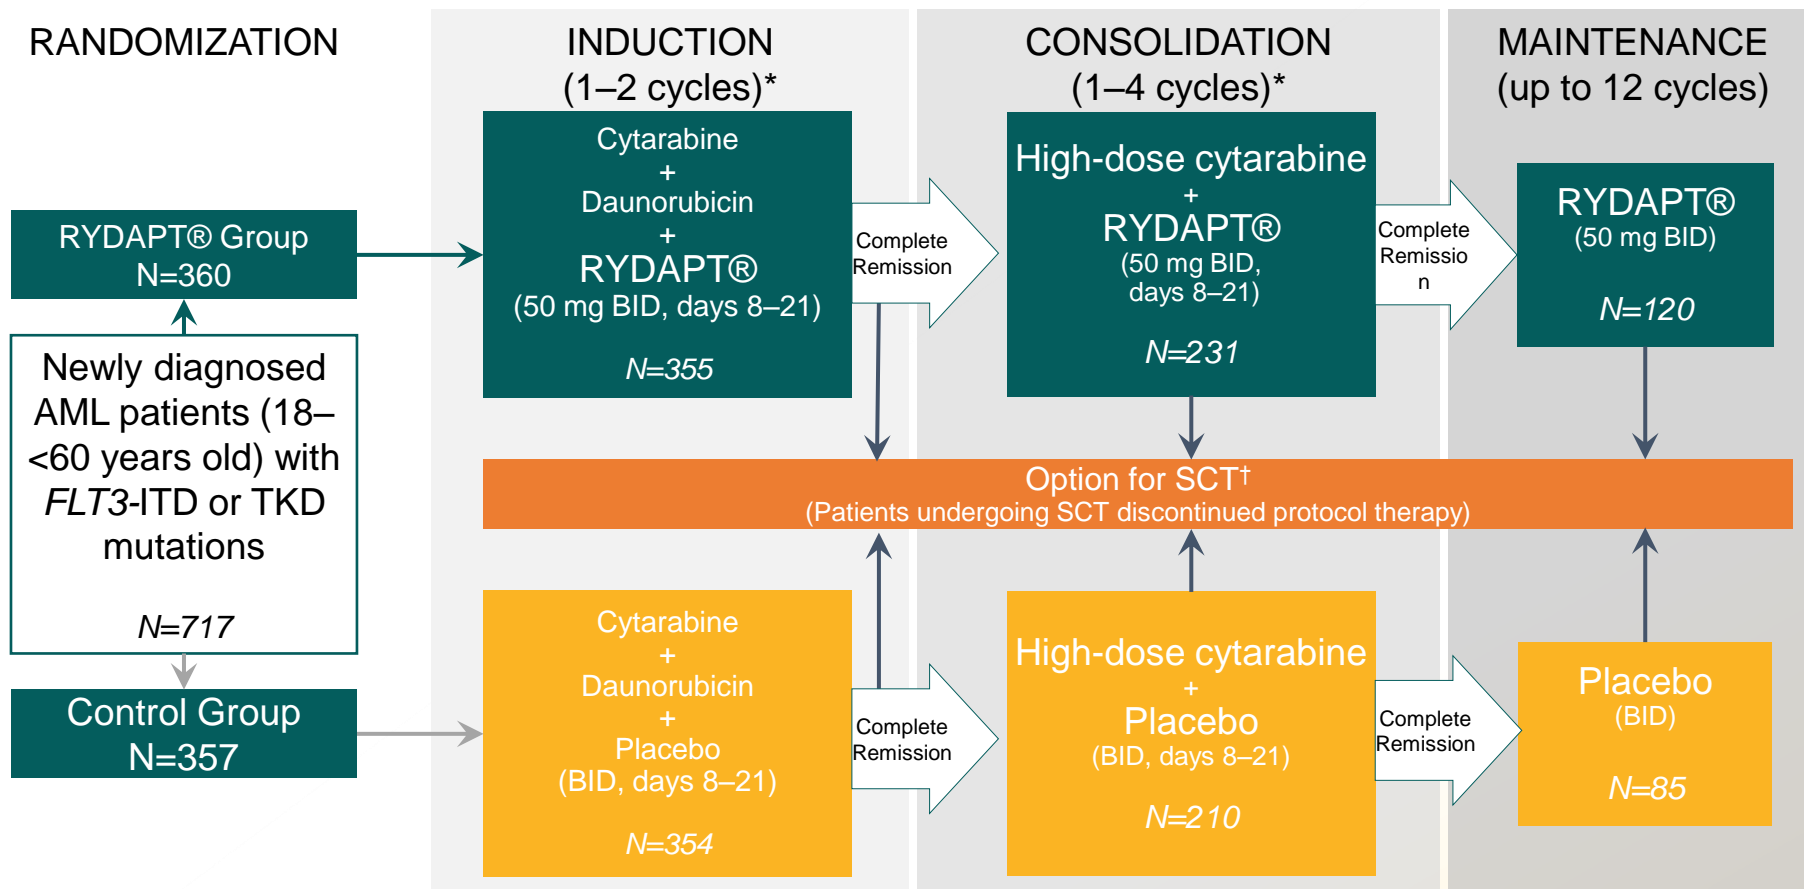 RANDOMIZATION
INDUCTION
(1–2 cycles)*
CONSOLIDATION
(1–4 cycles)*
MAINTENANCE
(up to 12 cycles)
RYDAPT® Group
N=360
Newly diagnosed
AML patients (18–
<60 years old) with
FLT3-ITD or TKD
mutations
N=717
Control Group
N=357
Cytarabine
+
Daunorubicin
+
RYDAPT®
(50 mg BID, days 8–21)
N=355
Complete
Remission
High-dose cytarabine
+
RYDAPT®
(50 mg BID,
days 8–21)
N=231
Complete
Remissio
n
RYDAPT®
(50 mg BID)
N=120
Option for SCT†
(Patients undergoing SCT discontinued protocol therapy)
Cytarabine
+
Daunorubicin
+
Placebo
(BID, days 8–21)
N=354
Complete
Remission
High-dose cytarabine
+
Placebo
(BID, days 8–21)
N=210
Complete
Remission
Placebo
(BID)
N=85